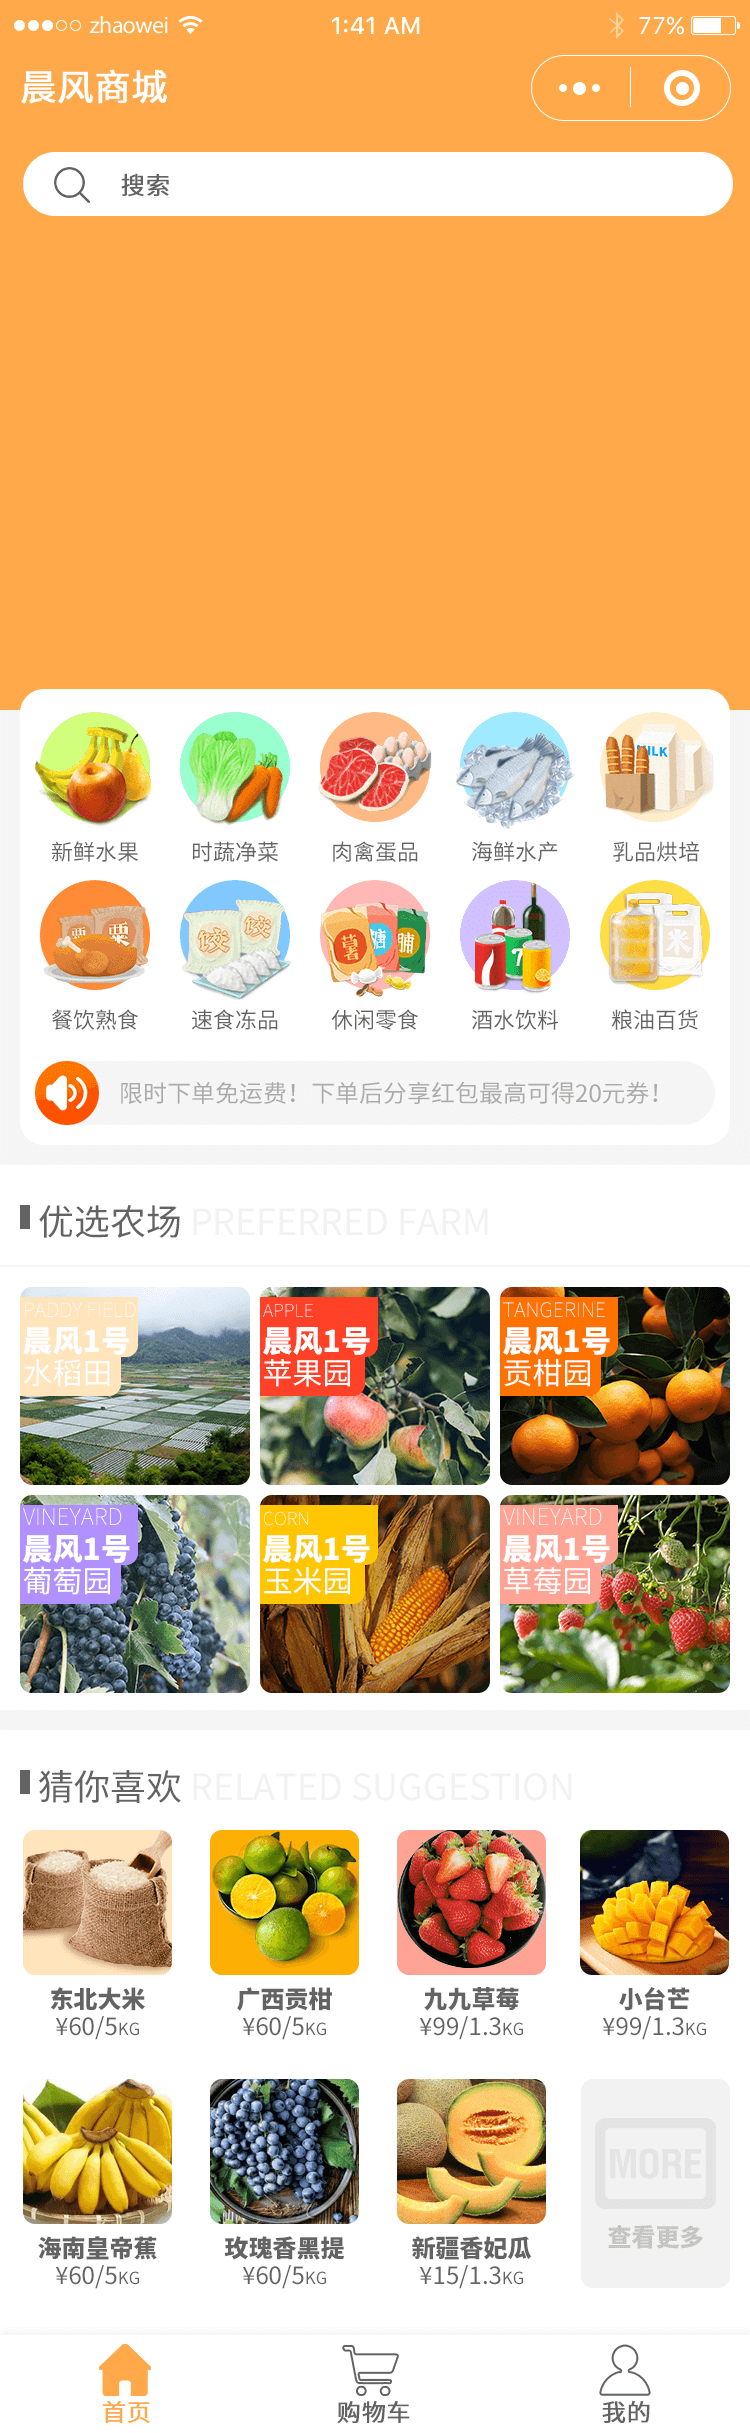 zhaowei 1:41 AM 77%
晨风商城
搜索
MILK
新鲜水果 时蔬净菜 肉禽蛋品 海鲜水产 乳品烘培
栗 饺 饺 糖 脯 米
餐饮熟食 速食冻品 休闲零食 酒水饮料 粮油百货
限时下单免运费！下单后分享红包最高可得20元券！
优选农场 PREFERRED FARM
PADDY FIELD APPLE TANGERINE
晨风1号 晨风1号 晨风1号
水稻田 苹果园 贡柑园
VINEYARD CORN VINEYARD
晨风1号 晨风1号 晨风1号
葡萄园 玉米园 草莓园
猜你喜欢 RELATED SUGGESTION
东北大米 广西贡柑 九九草莓 小台芒
¥60/5KG ¥60/5KG ¥99/1.3KG ¥99/1.3KG
MORE
查看更多
海南皇帝蕉 玫瑰香黑提 新疆香妃瓜
¥60/5KG ¥60/5KG ¥15/1.3KG
首页 购物车 我的